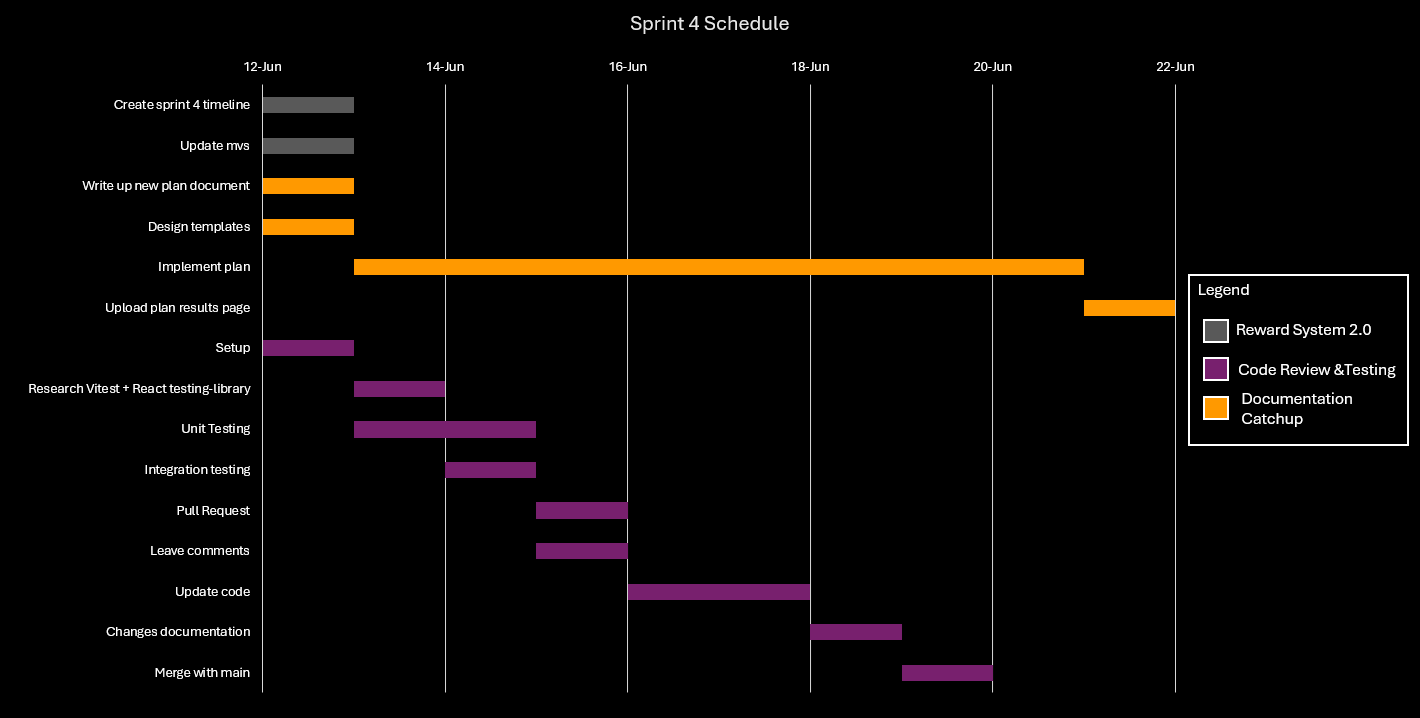 Sprint 4 Schedule
12-Jun 14-Jun 16-Jun 18-Jun 20-Jun 22-Jun
Create sprint 4 timeline
Update mvs
Write up new plan document
Design templates
Implement plan
Upload plan results page
Setup
Research Vitest + React testing-library
Unit Testing
Integration testing
Pull Request
Leave comments
Update code
Changes documentation
Merge with main
Legend
Reward System 2.0
Code Review &Testing
Documentation
Catchup